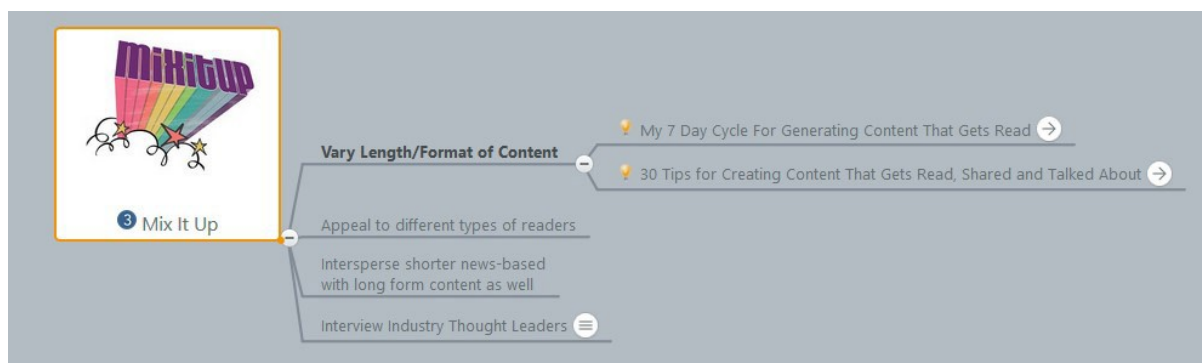 mixitup
3 Mix It Up
Vary Length/Format of Content
My 7 Day Cycle For Generating Content That Gets Read
30 Tips for Creating Content That Gets Read, Shared and Talked About
Appeal to different types of readers
Intersperse shorter news-based
with long form content as well
Interview Industry Thought Leaders